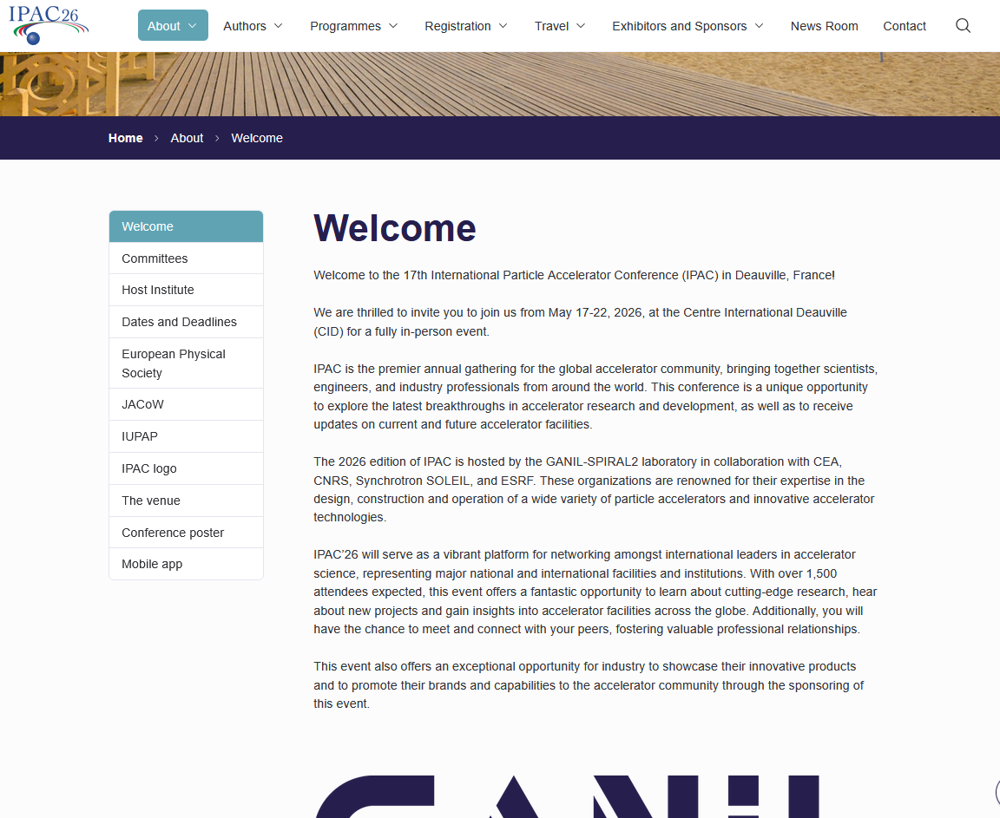 IPAC26
About
Authors
Programmes
Registration
Travel
Exhibitors and Sponsors
News Room
Contact
Home
About
Welcome
Welcome
Committees
Host Institute
Dates and Deadlines
European Physical
Society
JACoW
IUPAP
IPAC logo
The venue
Conference poster
Mobile app
Welcome
Welcome to the 17th International Particle Accelerator Conference (IPAC) in Deauville, France!
We are thrilled to invite you to join us from May 17-22, 2026, at the Centre International Deauville
(CID) for a fully in-person event.
IPAC is the premier annual gathering for the global accelerator community, bringing together scientists,
engineers, and industry professionals from around the world. This conference is a unique opportunity
to explore the latest breakthroughs in accelerator research and development, as well as to receive
updates on current and future accelerator facilities.
The 2026 edition of IPAC is hosted by the GANIL-SPIRAL2 laboratory in collaboration with CEA,
CNRS, Synchrotron SOLEIL, and ESRF. These organizations are renowned for their expertise in the
design, construction and operation of a wide variety of particle accelerators and innovative accelerator
technologies.
IPAC’26 will serve as a vibrant platform for networking amongst international leaders in accelerator
science, representing major national and international facilities and institutions. With over 1,500
attendees expected, this event offers a fantastic opportunity to learn about cutting-edge research, hear
about new projects and gain insights into accelerator facilities across the globe. Additionally, you will
have the chance to meet and connect with your peers, fostering valuable professional relationships.
This event also offers an exceptional opportunity for industry to showcase their innovative products
and to promote their brands and capabilities to the accelerator community through the sponsoring of
this event.